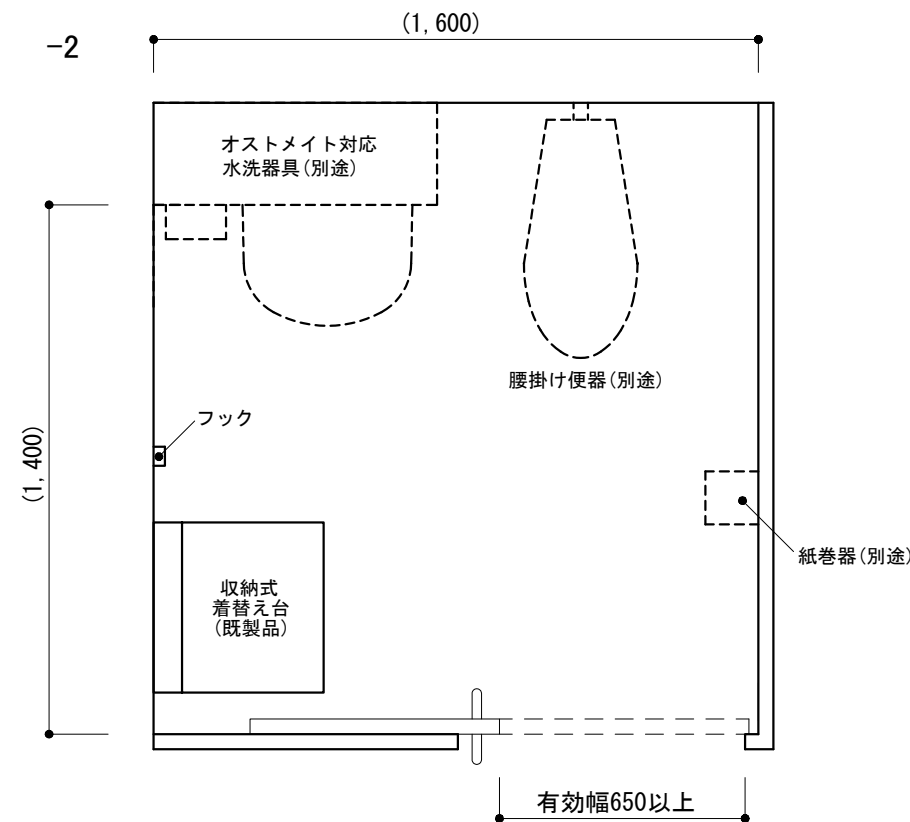 -2
(1,600)
オストメイト対応
水洗器具(別途)
腰掛け便器(別途)
フック
(1,400)
紙巻器(別途)
収納式
着替え台
(既製品)
有効幅650以上